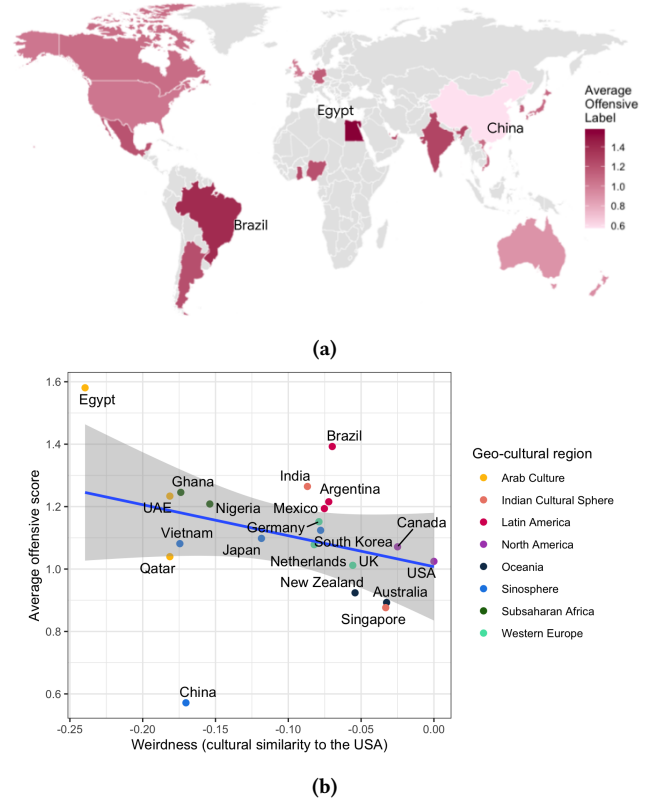 Average
Offensive
Label
1.4
1.2
1.0
0.8
0.6
Egypt
China
Brazil
(a)
Average offensive score
1.6
1.4
1.2
1.0
0.8
0.6
Egypt
Brazil
India
Ghana
Argentina
UAE
Nigeria
Mexico
Canada
Germany
Vietnam
South Korea
Japan
Qatar
Netherlands
UK
USA
New Zealand
Australia
Singapore
China
-0.25
-0.20
-0.15
-0.10
-0.05
0.00
Weirdness (cultural similarity to the USA)
Geo-cultural region
Arab Culture
Indian Cultural Sphere
Latin America
North America
Oceania
Sinosphere
Subsaharan Africa
Western Europe
(b)